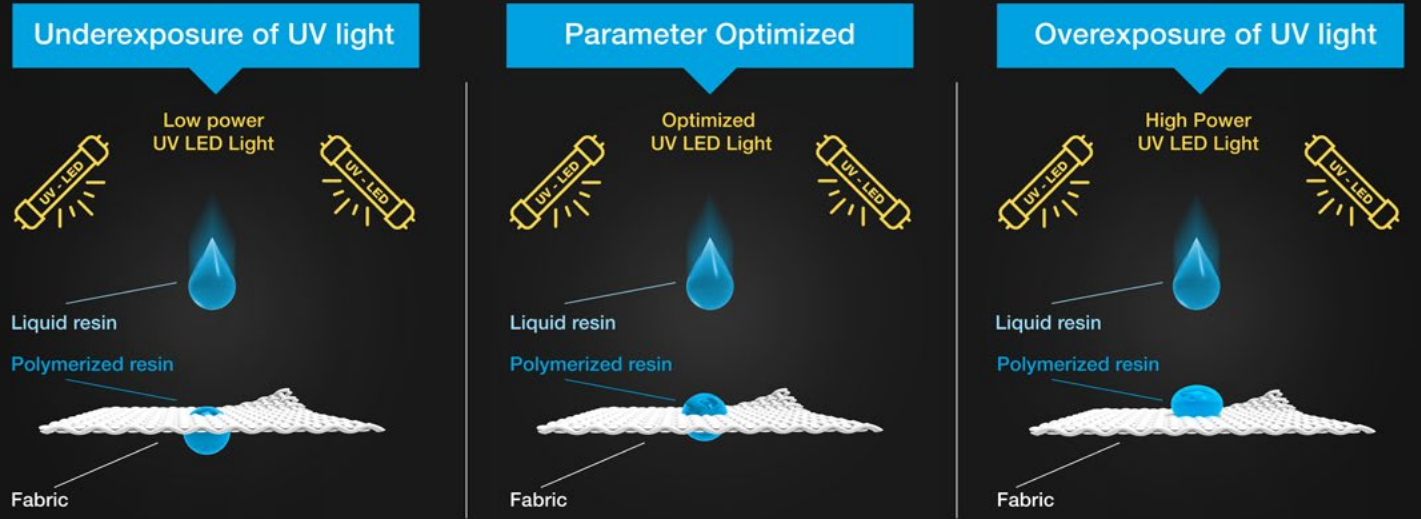 Underexposure of UV light
Low power
UV LED Light
UV - LED
UV - LED
Liquid resin
Polymerized resin
Fabric
Parameter Optimized
Optimized
UV LED Light
UV - LED
UV - LED
Liquid resin
Polymerized resin
Fabric
Overexposure of UV light
High Power
UV LED Light
UV - LED
UV - LED
Liquid resin
Polymerized resin
Fabric